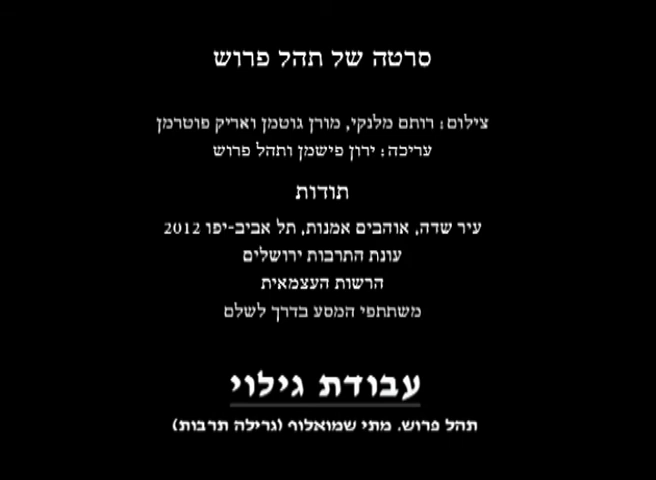 סרטה של תהל פרוש
צילום: רותם מלנקי, מורן גוטמן ואריק פוטרמן
עריכה: ירון פישמן ותהל פרוש
תודות
עיר שדה, אוהבים אמנות, תל אביב-יפו 2012
עונת התרבות ירושלים
הרשות העצמאית
משתתפי המסע בדרך לשלם
עבודת גילוי
תהל פרוש. מתי שמואלוף (גרילה תרבות)